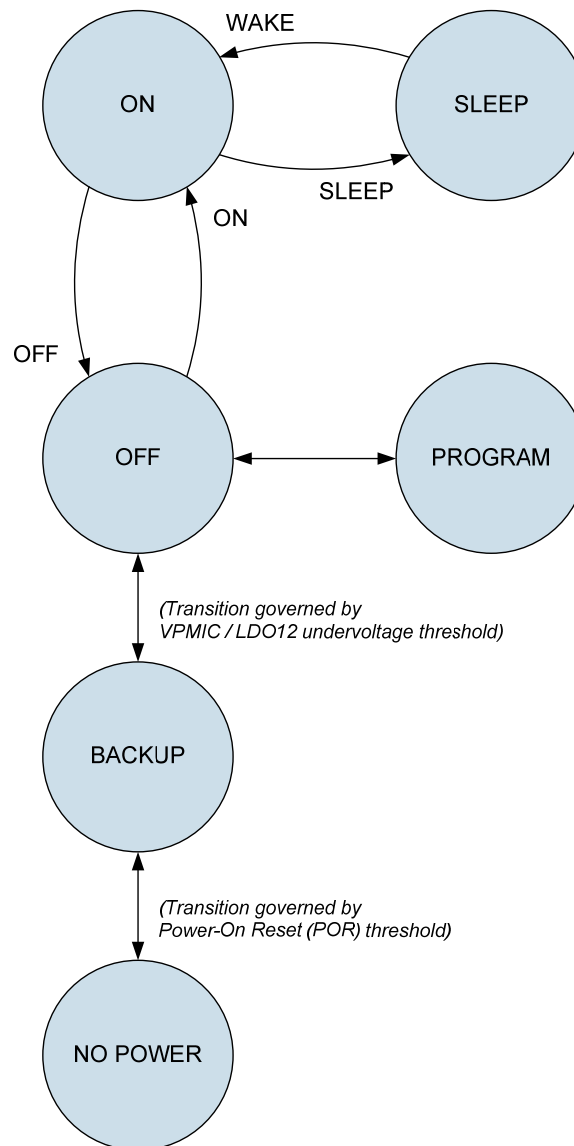 WAKE
ON
SLEEP
SLEEP
ON
OFF
OFF
PROGRAM
(Transition governed by
VPMIC / LDO12 undervoltage threshold)
BACKUP
(Transition governed by
Power-On Reset (POR) threshold)
NO POWER